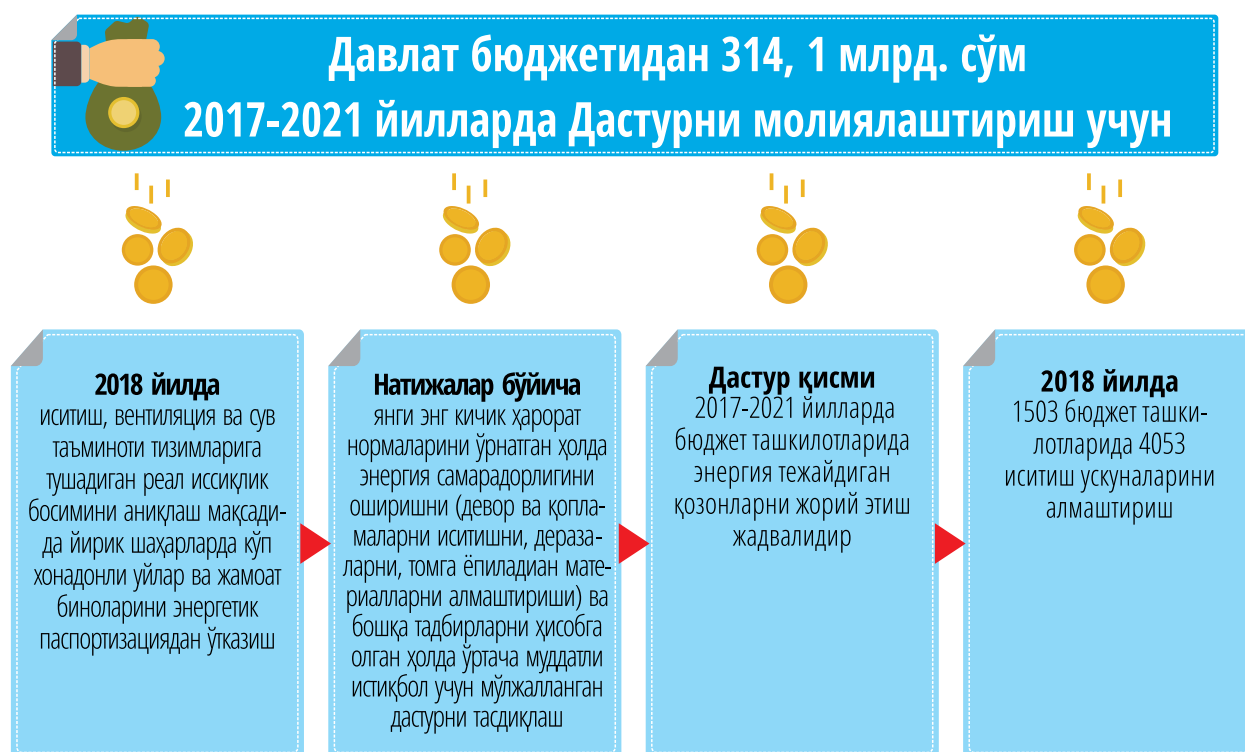 Давлат бюджетидан 314, 1 млрд. сўм
2017-2021 йилларда Дастурни молиялаштириш учун
2018 йилда
иситиш, вентиляция ва сув
таъминоти тизимларига
тушадиган реал иссиқлик
босимини аниқлаш мақсади-
да йирик шаҳарларда кўп
хонадонли уйлар ва жамоат
биноларини энергетик
паспортизациядан ўтказиш
Натижалар бўйича
янги энг кичик ҳарорат
нормаларини ўрнатган ҳолда
энергия самарадорлигини
оширишни (девор ва қопла-
маларни иситишни, дераза-
ларни, томга ёпиладиан мате-
риалларни алмаштириши) ва
бошқа тадбирларни ҳисобга
олган ҳолда ўртача муддатли
истиқбол учун мўлжалланган
дастурни тасдиқлаш
Дастур қисми
2017-2021 йилларда
бюджет ташкилотларида
энергия тежайдиган
қозонларни жорий этиш
жадвалидир
2018 йилда
1503 бюджет ташки-
лотларида 4053
иситиш ускуналарини
алмаштириш